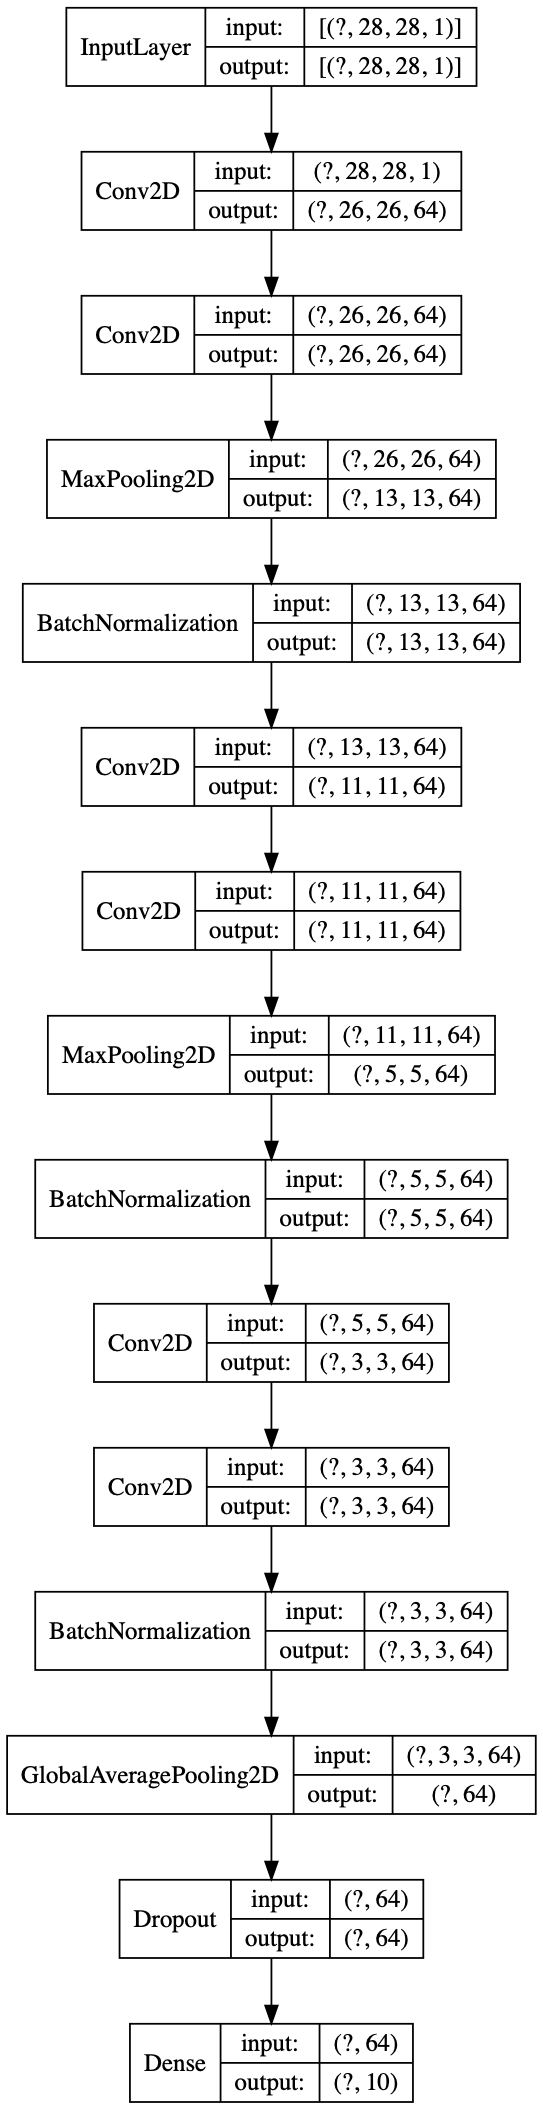 InputLayer
input: [(?, 28, 28, 1)]
output: [(?, 28, 28, 1)]
Conv2D
input: (?, 28, 28, 1)
output: (?, 26, 26, 64)
Conv2D
input: (?, 26, 26, 64)
output: (?, 26, 26, 64)
MaxPooling2D
input: (?, 26, 26, 64)
output: (?, 13, 13, 64)
BatchNormalization
input: (?, 13, 13, 64)
output: (?, 13, 13, 64)
Conv2D
input: (?, 13, 13, 64)
output: (?, 11, 11, 64)
Conv2D
input: (?, 11, 11, 64)
output: (?, 11, 11, 64)
MaxPooling2D
input: (?, 11, 11, 64)
output: (?, 5, 5, 64)
BatchNormalization
input: (?, 5, 5, 64)
output: (?, 5, 5, 64)
Conv2D
input: (?, 5, 5, 64)
output: (?, 3, 3, 64)
Conv2D
input: (?, 3, 3, 64)
output: (?, 3, 3, 64)
BatchNormalization
input: (?, 3, 3, 64)
output: (?, 3, 3, 64)
GlobalAveragePooling2D
input: (?, 3, 3, 64)
output: (?, 64)
Dropout
input: (?, 64)
output: (?, 64)
Dense
input: (?, 64)
output: (?, 10)